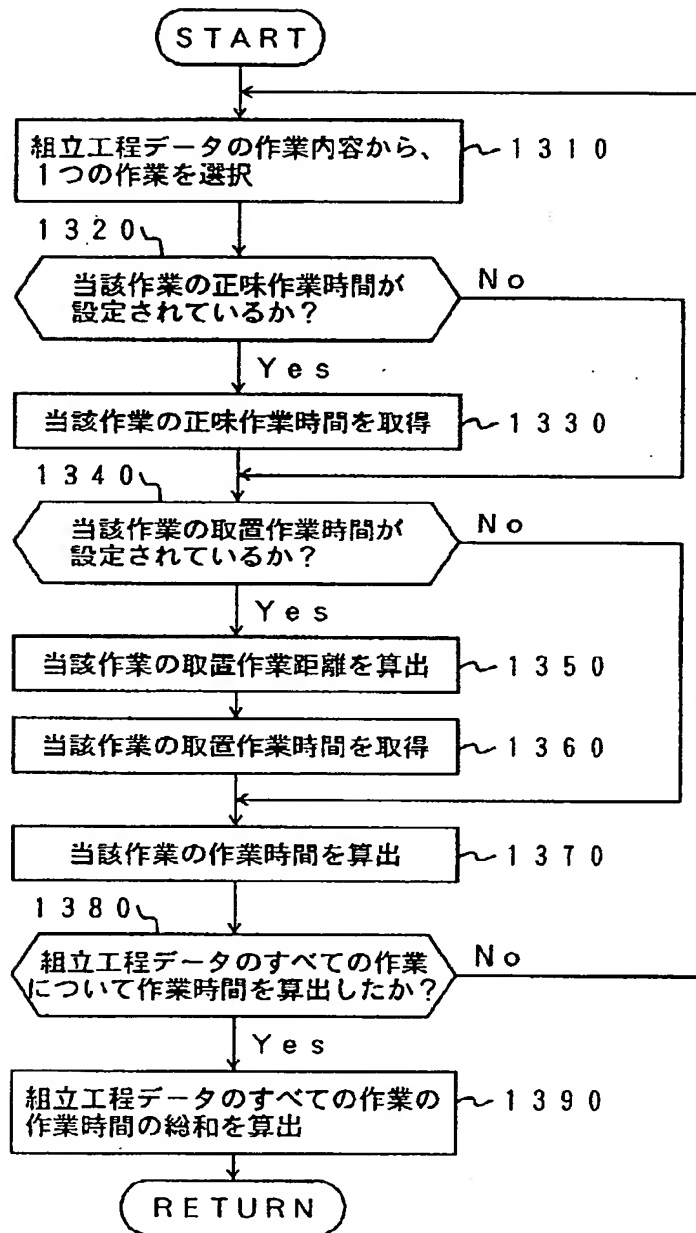 START
組立工程データの作業内容から、
1つの作業を選択
1310
1320
当該作業の正味作業時間が
設定されているか？
No
Yes
当該作業の正味作業時間を取得
1330
1340
当該作業の取置作業時間が
設定されているか？
No
Yes
当該作業の取置作業距離を算出
1350
当該作業の取置作業時間を取得
1360
当該作業の作業時間を算出
1370
1380
組立工程データのすべての作業
について作業時間を算出したか？
No
Yes
組立工程データのすべての作業の
作業時間の総和を算出
1390
RETURN